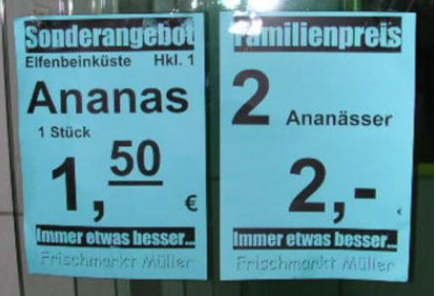 Sonderangebot
Elfenbeinküste Hkl. 1
Ananas
1 Stück
1,50 €
Immer etwas besser...
Frischmarkt Müller
Familienpreis
2 Ananässer
2,- €
Immer etwas besser...
Frischmarkt Müller